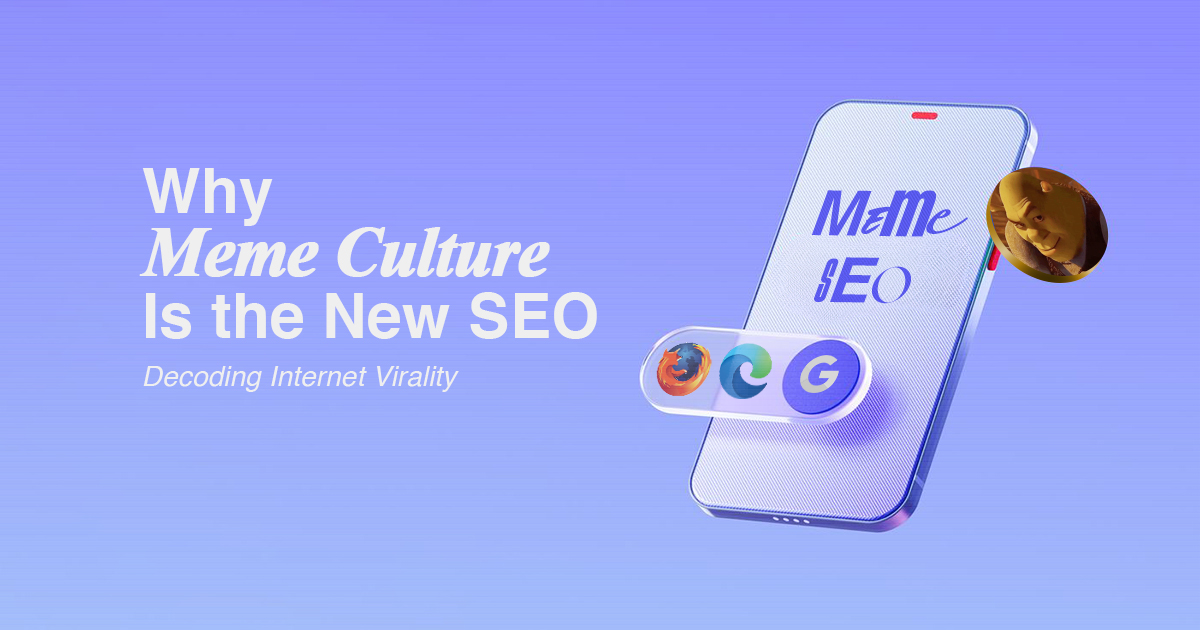 Why
Meme Culture
Is the New SEO
Decoding Internet Virality
MEME
SEO
G